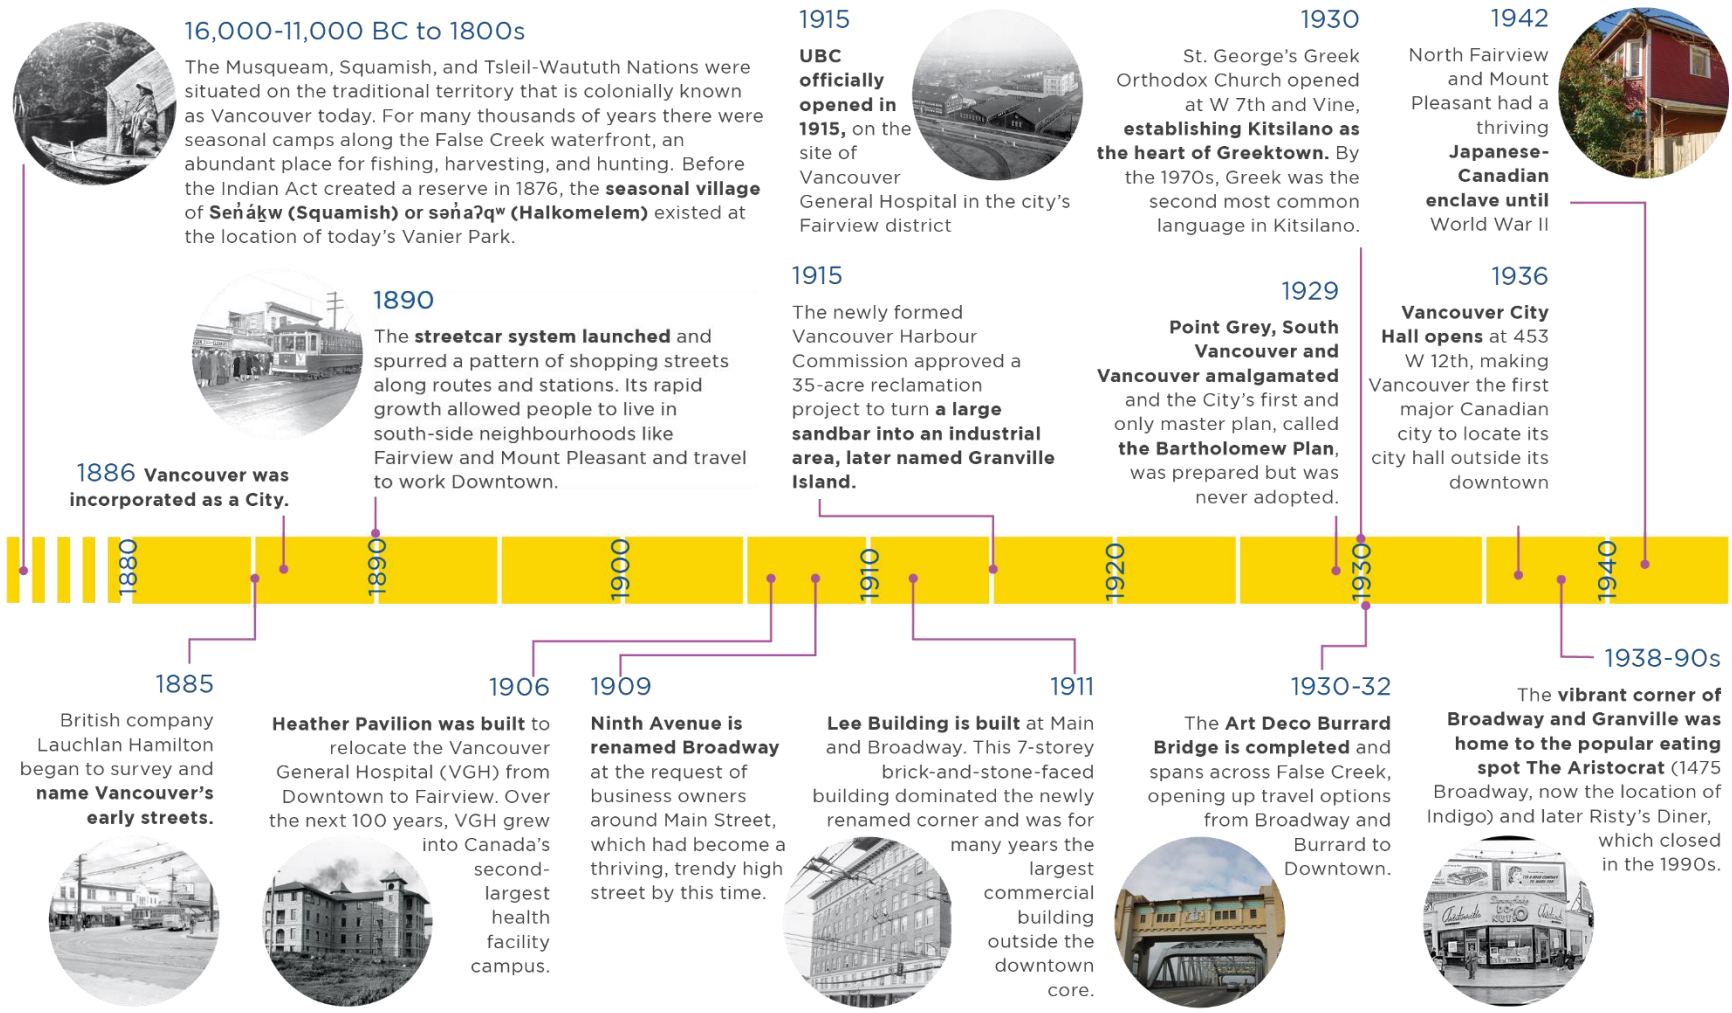 16,000-11,000 BC to 1800s
The Musqueam, Squamish, and Tsleil-Waututh Nations were
situated on the traditional territory that is colonially known
as Vancouver today. For many thousands of years there were
seasonal camps along the False Creek waterfront, an
abundant place for fishing, harvesting, and hunting. Before
the Indian Act created a reserve in 1876, the seasonal village
of Sen̓áḵw (Squamish) or sən̓aʔqʷ (Halkomelem) existed at
the location of today's Vanier Park.
1915
UBC
officially
opened in
1915, on the
site of
Vancouver
General Hospital in the city's
Fairview district
1930
St. George's Greek
Orthodox Church opened
at W 7th and Vine,
establishing Kitsilano as
the heart of Greektown. By
the 1970s, Greek was the
second most common
language in Kitsilano.
1942
North Fairview
and Mount
Pleasant had a
thriving
Japanese-
Canadian
enclave until
World War II
1886 Vancouver was
incorporated as a City.
1890
The streetcar system launched and
spurred a pattern of shopping streets
along routes and stations. Its rapid
growth allowed people to live in
south-side neighbourhoods like
Fairview and Mount Pleasant and travel
to work Downtown.
1915
The newly formed
Vancouver Harbour
Commission approved a
35-acre reclamation
project to turn a large
sandbar into an industrial
area, later named Granville
Island.
1929
Point Grey, South
Vancouver and
Vancouver amalgamated
and the City's first and
only master plan, called
the Bartholomew Plan,
was prepared but was
never adopted.
1936
Vancouver City
Hall opens at 453
W 12th, making
Vancouver the first
major Canadian
city to locate its
city hall outside its
downtown
1880
1890
1900
1910
1920
1930
1940
1885
British company
Lauchlan Hamilton
began to survey and
name Vancouver's
early streets.
1906
Heather Pavilion was built to
relocate the Vancouver
General Hospital (VGH) from
Downtown to Fairview. Over
the next 100 years, VGH grew
into Canada's
second-
largest
health
facility
campus.
1909
Ninth Avenue is
renamed Broadway
at the request of
business owners
around Main Street,
which had become a
thriving, trendy high
street by this time.
1911
Lee Building is built at Main
and Broadway. This 7-storey
brick-and-stone-faced
building dominated the newly
renamed corner and was for
many years the
largest
commercial
building
outside the
downtown
core.
1930-32
The Art Deco Burrard
Bridge is completed and
spans across False Creek,
opening up travel options
from Broadway and
Burrard to
Downtown.
1938-90s
The vibrant corner of
Broadway and Granville was
home to the popular eating
spot The Aristocrat (1475
Broadway, now the location of
Indigo) and later Risty's Diner,
which closed
in the 1990s.
Aristocratic
DO
NUTS